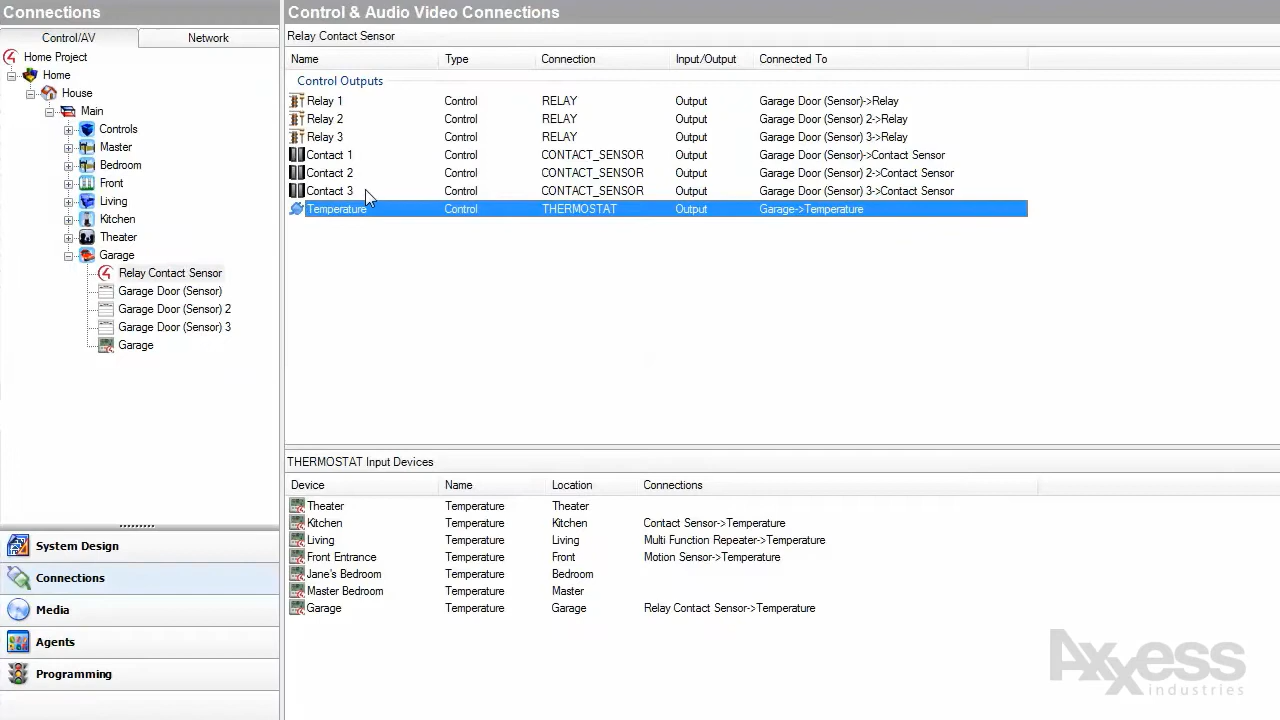 Connections
Control/AV Network
Home Project
Home
House
Main
Controls
Master
Bedroom
Front
Living
Kitchen
Theater
Garage
Relay Contact Sensor
Garage Door (Sensor)
Garage Door (Sensor) 2
Garage Door (Sensor) 3
Garage
System Design
Connections
Media
Agents
Programming
Control & Audio Video Connections
Relay Contact Sensor
Name Type Connection Input/Output Connected To
Control Outputs
Relay 1 Control RELAY Output Garage Door (Sensor)->Relay
Relay 2 Control RELAY Output Garage Door (Sensor) 2->Relay
Relay 3 Control RELAY Output Garage Door (Sensor) 3->Relay
Contact 1 Control CONTACT_SENSOR Output Garage Door (Sensor)->Contact Sensor
Contact 2 Control CONTACT_SENSOR Output Garage Door (Sensor) 2->Contact Sensor
Contact 3 Control CONTACT_SENSOR Output Garage Door (Sensor) 3->Contact Sensor
Temperature Control THERMOSTAT Output Garage->Temperature
THERMOSTAT Input Devices
Device Name Location Connections
Theater Temperature Theater
Kitchen Temperature Kitchen Contact Sensor->Temperature
Living Temperature Living Multi Function Repeater->Temperature
Front Entrance Temperature Front Motion Sensor->Temperature
Jane's Bedroom Temperature Bedroom
Master Bedroom Temperature Master
Garage Temperature Garage Relay Contact Sensor->Temperature
Axxess
industries